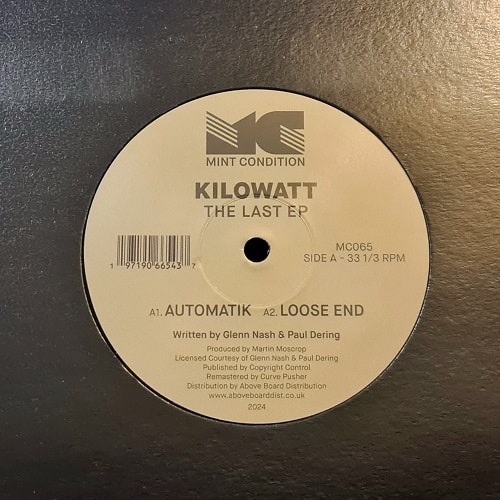 MC
MINT CONDITION
KILOWATT
THE LAST EP
MC065
SIDE A - 33 1/3 RPM
1 97190 66543 7
A1. AUTOMATIK A2. LOOSE END
Written by Glenn Nash & Paul Dering
Produced by Martin Moscrop
Licensed Courtesy of Glenn Nash & Paul Dering
Published by Copyright Control
Remastered by Curve Pusher
Distribution by Above Board Distribution
www.aboveboarddist.co.uk
2024